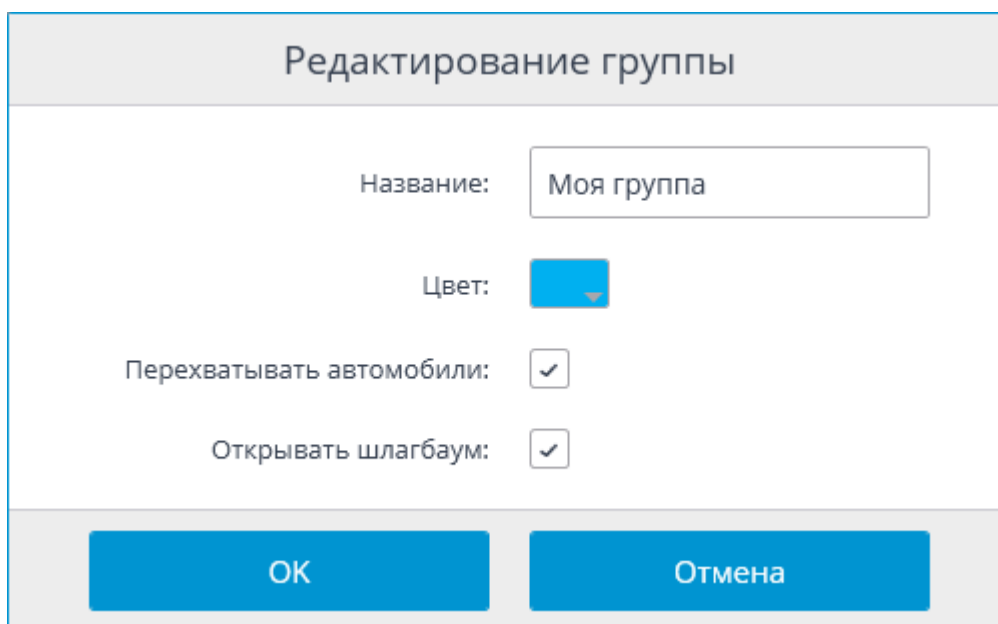 Редактирование группы
Название: Моя группа
Цвет:
Перехватывать автомобили:
Открывать шлагбаум:
OK Отмена